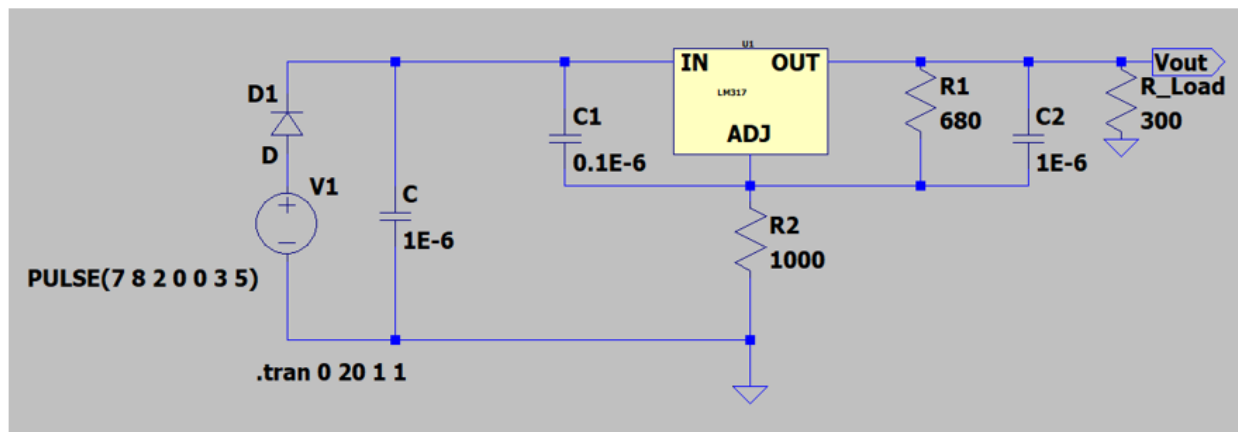 U1
IN OUT
LM317
ADJ
D1
D
V1
PULSE(7 8 2 0 0 3 5)
C
1E-6
C1
0.1E-6
R2
1000
R1
680
C2
1E-6
Vout
R_Load
300
.tran 0 20 1 1